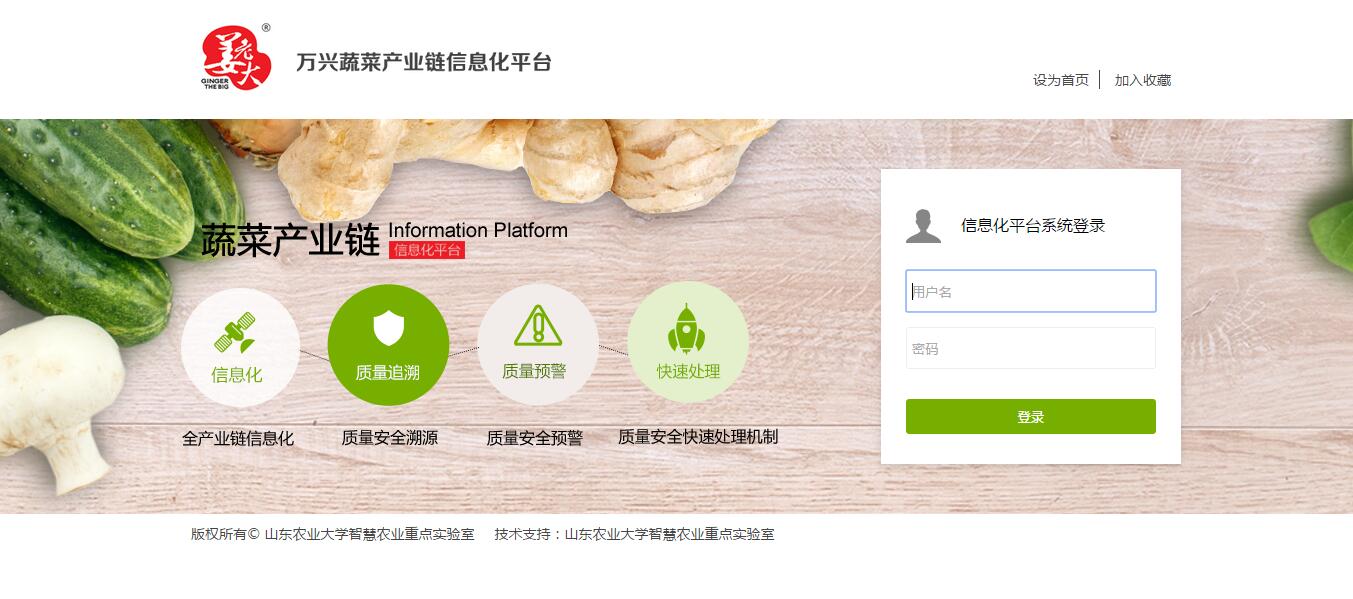 姜老大®
GINGER
THE BIG
万兴蔬菜产业链信息化平台
设为首页 | 加入收藏
蔬菜产业链 Information Platform
信息化平台
信息化
质量追溯
质量预警
快速处理
全产业链信息化
质量安全溯源
质量安全预警
质量安全快速处理机制
信息化平台系统登录
用户名
密码
登录
版权所有© 山东农业大学智慧农业重点实验室 技术支持：山东农业大学智慧农业重点实验室